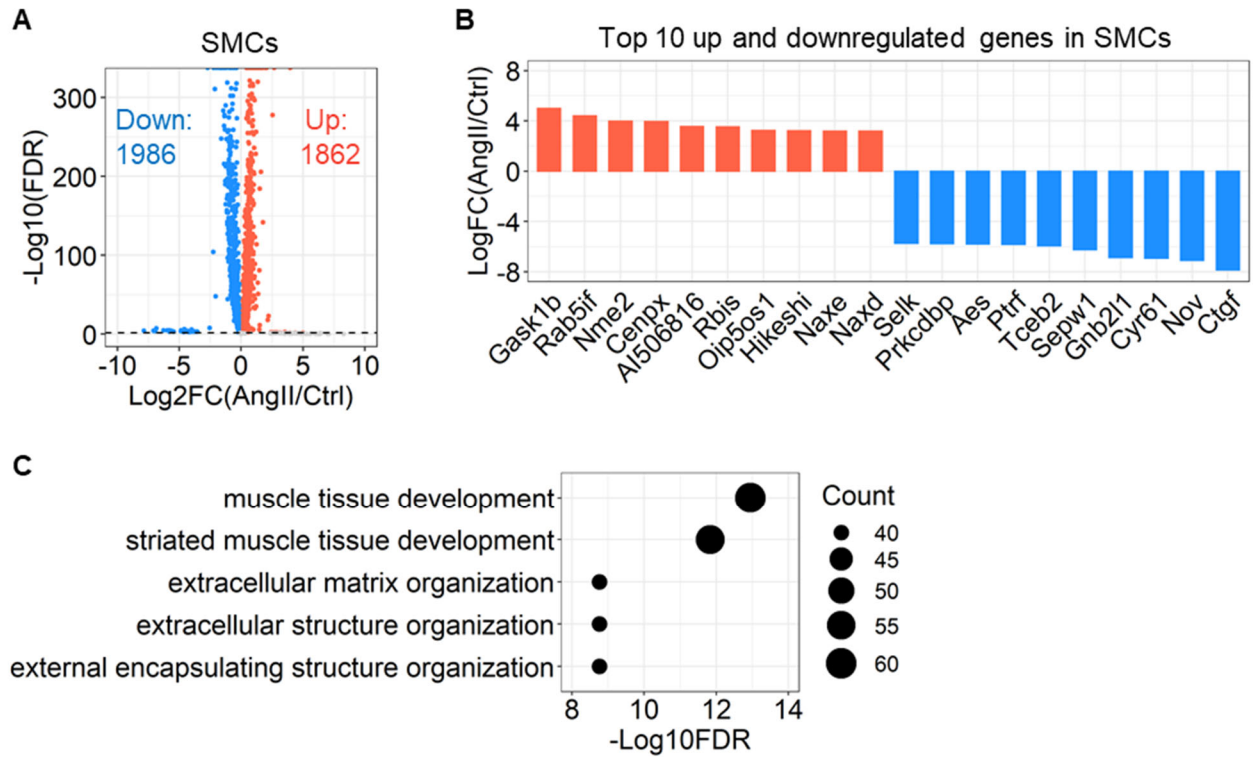 A
SMCs
-Log10(FDR)
300
200
100
0
Down:
1986
Up:
1862
-10 -5 0 5 10
Log2FC(AngII/Ctrl)
B
Top 10 up and downregulated genes in SMCs
LogFC(AngII/Ctrl)
8
4
0
-4
-8
Gask1b
Rab5if
Nme2
Cenpx
AI506816
Rbis
Oip5os1
Hikeshi
Naxe
Naxd
Selk
Prkcdbp
Aes
Ptrf
Tceb2
Sepw1
Gnb2l1
Cyr61
Nov
Ctgf
C
muscle tissue development
striated muscle tissue development
extracellular matrix organization
extracellular structure organization
external encapsulating structure organization
8 10 12 14
-Log10FDR
Count
40
45
50
55
60